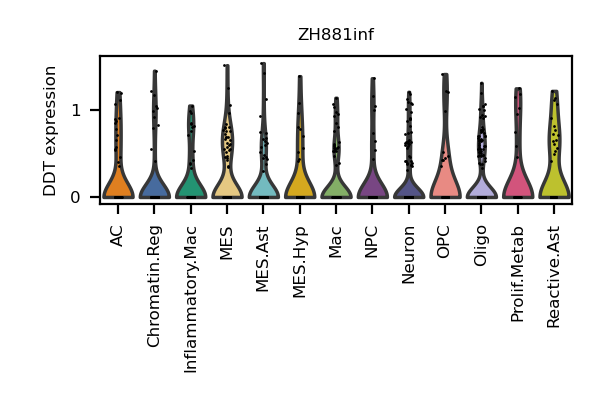 ZH881inf
DDT expression
1
0
AC
Chromatin.Reg
Inflammatory.Mac
MES
MES.Ast
MES.Hyp
Mac
NPC
Neuron
OPC
Oligo
Prolif.Metab
Reactive.Ast